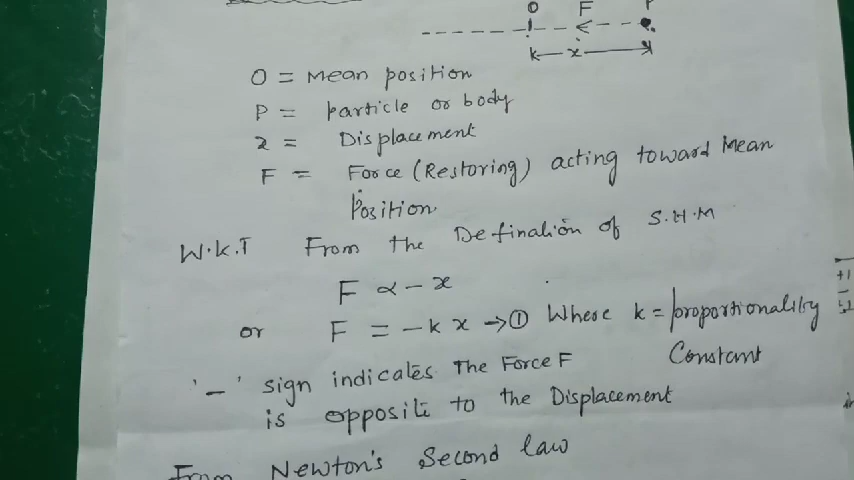 O F P
x
O = Mean position
P = particle or body
x = Displacement
F = Force (Restoring) acting toward Mean
Position
W.K.T From the Defination of S.H.M
F ∝ - x
or F = -k x → ① Where k = proportionality
Constant
'-' sign indicates The Force F
is opposite to the Displacement
From Newton's Second law